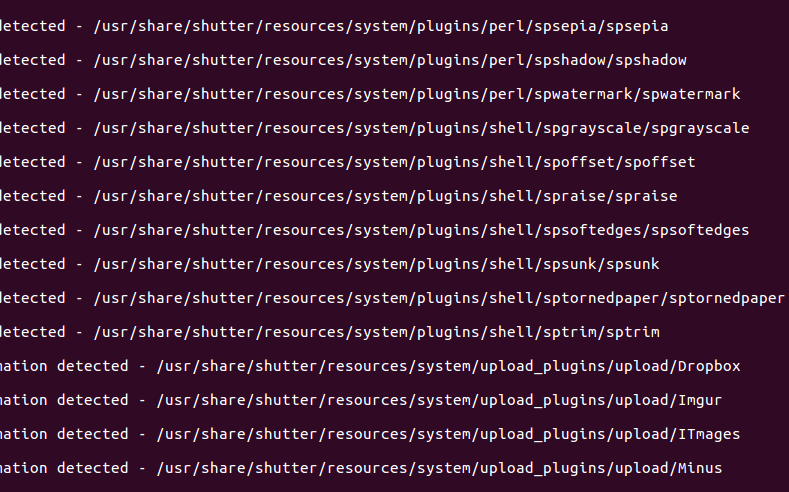 detected - /usr/share/shutter/resources/system/plugins/perl/spsepia/spsepia
detected - /usr/share/shutter/resources/system/plugins/perl/spshadow/spshadow
detected - /usr/share/shutter/resources/system/plugins/perl/spwatermark/spwatermark
detected - /usr/share/shutter/resources/system/plugins/shell/spgrayscale/spgrayscale
detected - /usr/share/shutter/resources/system/plugins/shell/spoffset/spoffset
detected - /usr/share/shutter/resources/system/plugins/shell/spraise/spraise
detected - /usr/share/shutter/resources/system/plugins/shell/spsoftedges/spsoftedges
detected - /usr/share/shutter/resources/system/plugins/shell/spsunk/spsunk
detected - /usr/share/shutter/resources/system/plugins/shell/sptornedpaper/sptornedpaper
detected - /usr/share/shutter/resources/system/plugins/shell/sptrim/sptrim
mation detected - /usr/share/shutter/resources/system/upload_plugins/upload/Dropbox
mation detected - /usr/share/shutter/resources/system/upload_plugins/upload/Imgur
mation detected - /usr/share/shutter/resources/system/upload_plugins/upload/ITmages
mation detected - /usr/share/shutter/resources/system/upload_plugins/upload/Minus